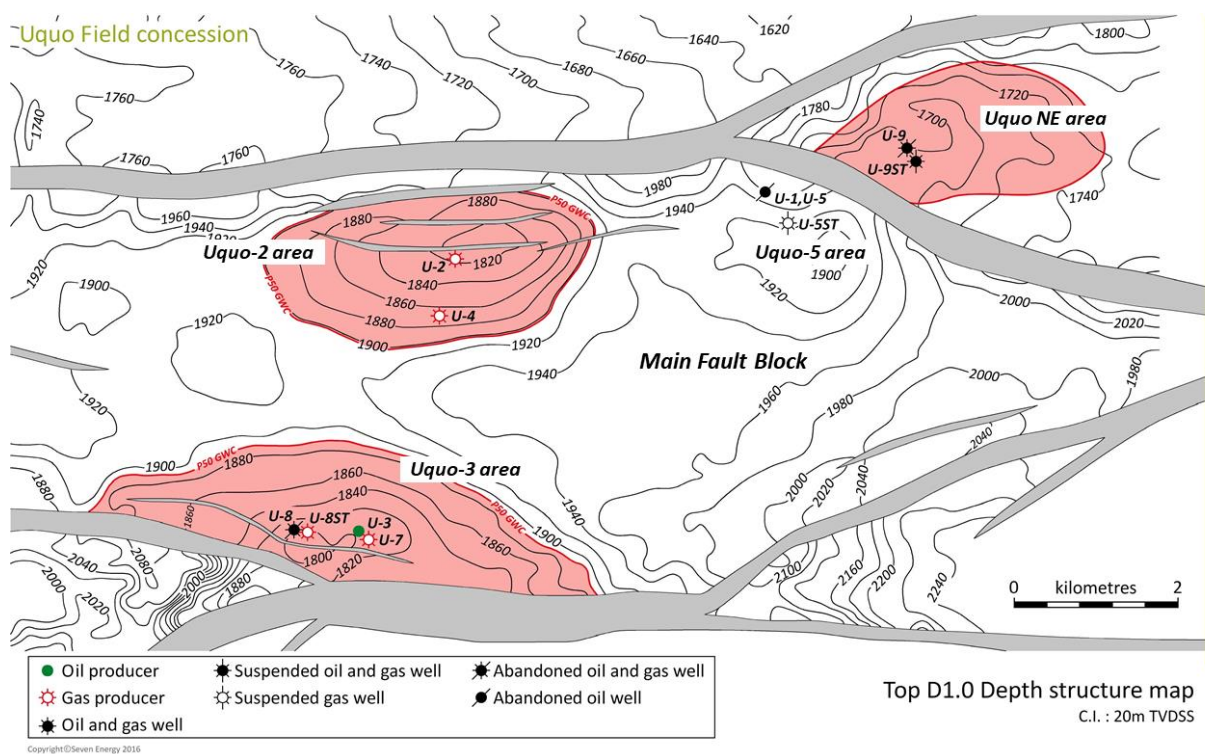 Uquo Field concession
1620
1640
1660
1680
1700
1720
1740
1760
1760
1740
1760
1760
1800
1780
1720
1700
Uquo NE area
U-9
U-9ST
1740
1980
1940
U-1,U-5
U-5ST
Uquo-5 area
1900
1920
1960
1940
1920
1920
1900
1920
1920
Uquo-2 area
P50 GWC
P50 GWC
1880
1880
U-2
1820
1840
1860
U-4
1880
1900
1920
1940
Main Fault Block
1960
1980
2000
2000
2020
1980
2040
2000
2020
2040
Uquo-3 area
1900
P50 GWC
1880
1880
1860
1840
1860
U-8
U-8ST
U-3
U-7
1800
1820
1860
P50 GWC
1900
1940
2040
2080
2000
2020
2000
1880
2100
2160
2200
2240
0 kilometres 2
Oil producer
Gas producer
Oil and gas well
Suspended oil and gas well
Suspended gas well
Abandoned oil and gas well
Abandoned oil well
Top D1.0 Depth structure map
C.I. : 20m TVDSS
Copyright©Seven Energy 2016